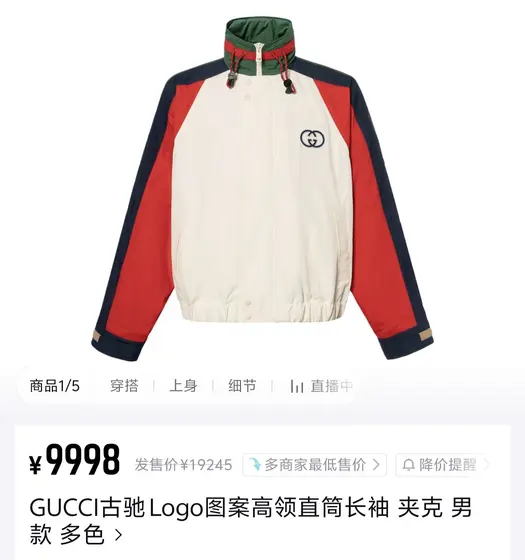 商品1/5 穿搭 上身 细节 直播中
¥9998 发售价¥19245 多商家最低售价 > 降价提醒 >
GUCCI古驰Logo图案高领直筒长袖 夹克 男
款 多色 >